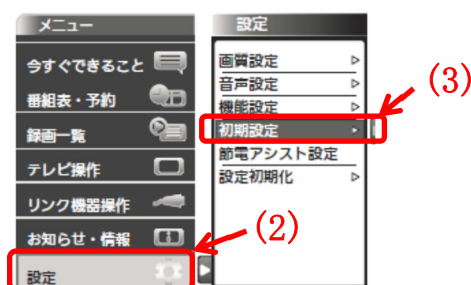 メニュー
今すぐできること
番組表・予約
録画一覧
テレビ操作
リンク機器操作
お知らせ・情報
設定
設定
画質設定
音声設定
機能設定
初期設定
節電アシスト設定
設定初期化
(2)
(3)